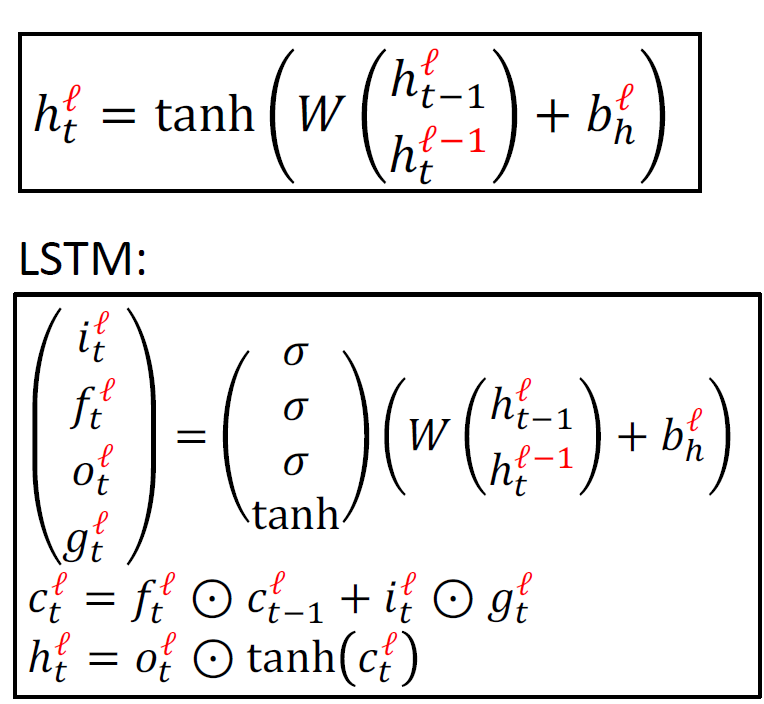 h_t^ℓ = tanh ( W ( h_{t−1}^ℓ ; h_t^{ℓ−1} ) + b_h^ℓ )
LSTM:
( i_t^ℓ ; f_t^ℓ ; o_t^ℓ ; g_t^ℓ ) = ( σ ; σ ; σ ; tanh ) ( W ( h_{t−1}^ℓ ; h_t^{ℓ−1} ) + b_h^ℓ )
c_t^ℓ = f_t^ℓ ⊙ c_{t−1}^ℓ + i_t^ℓ ⊙ g_t^ℓ
h_t^ℓ = o_t^ℓ ⊙ tanh(c_t^ℓ)